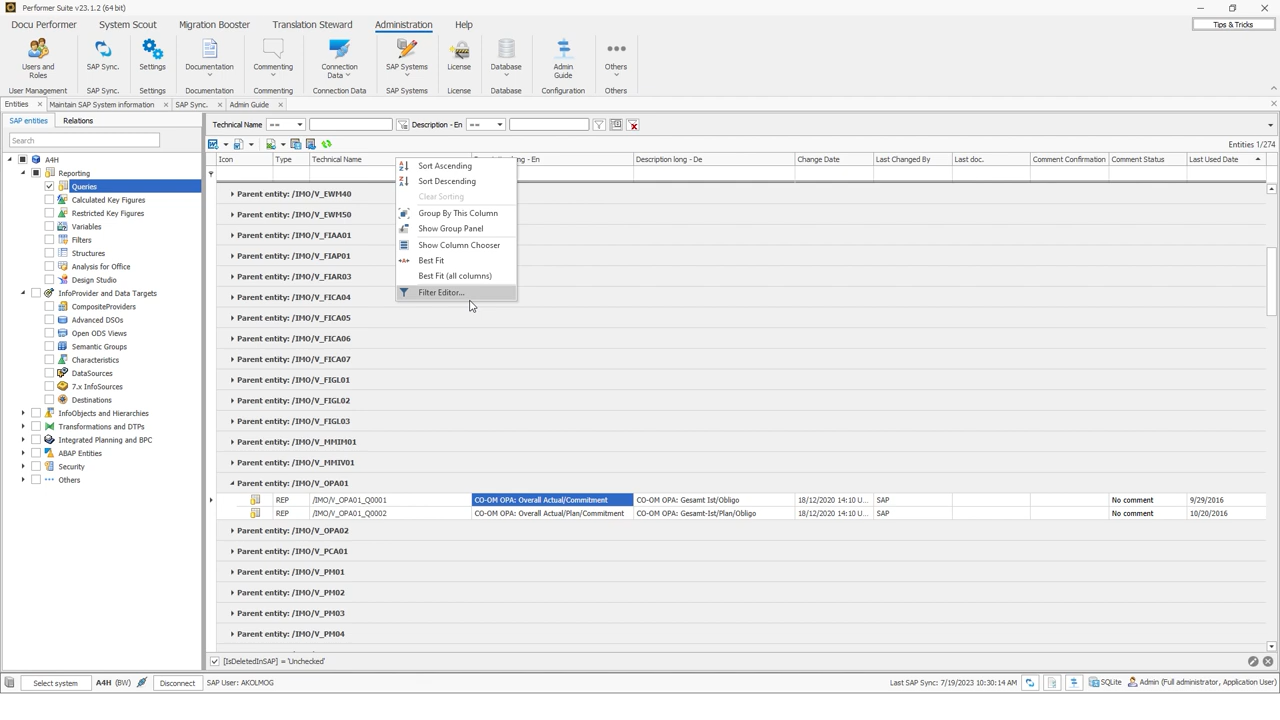 Performer Suite v23.1.2 (64 bit)
Docu Performer System Scout Migration Booster Translation Steward Administration Help Tips & Tricks
Users and Roles
SAP Sync.
Settings
Documentation
Commenting
Connection Data
SAP Systems
License
Database
Admin Guide
Others
User Management SAP Sync. Settings Documentation Commenting Connection Data SAP Systems License Database Configuration Others
Entities Maintain SAP System information SAP Sync. Admin Guide
SAP entities Relations
Search
A4H
Reporting
Queries
Calculated Key Figures
Restricted Key Figures
Variables
Filters
Structures
Analysis for Office
Design Studio
InfoProvider and Data Targets
CompositeProviders
Advanced DSOs
Open ODS Views
Semantic Groups
Characteristics
DataSources
7.x InfoSources
Destinations
InfoObjects and Hierarchies
Transformations and DTPs
Integrated Planning and BPC
ABAP Entities
Security
Others
Technical Name == Description - En ==
Entities 1/274
Icon Type Technical Name Description long - De Change Date Last Changed By Last doc. Comment Confirmation Comment Status Last Used Date
Sort Ascending
Sort Descending
Clear Sorting
Group By This Column
Show Group Panel
Show Column Chooser
Best Fit
Best Fit (all columns)
Filter Editor...
Parent entity: /IMO/V_EWM40
Parent entity: /IMO/V_EWM50
Parent entity: /IMO/V_FIAA01
Parent entity: /IMO/V_FIAP01
Parent entity: /IMO/V_FIAR03
Parent entity: /IMO/V_FICA04
Parent entity: /IMO/V_FICA05
Parent entity: /IMO/V_FICA06
Parent entity: /IMO/V_FICA07
Parent entity: /IMO/V_FIGL01
Parent entity: /IMO/V_FIGL02
Parent entity: /IMO/V_FIGL03
Parent entity: /IMO/V_MMIM01
Parent entity: /IMO/V_MMIV01
Parent entity: /IMO/V_OPA01
REP /IMO/V_OPA01_Q0001 CO-OM OPA: Overall Actual/Commitment CO-OM OPA: Gesamt Ist/Obligo 18/12/2020 14:10 U... SAP No comment 9/29/2016
REP /IMO/V_OPA01_Q0002 CO-OM OPA: Overall Actual/Plan/Commitment CO-OM OPA: Gesamt-Ist/Plan/Obligo 18/12/2020 14:10 U... SAP No comment 10/20/2016
Parent entity: /IMO/V_OPA02
Parent entity: /IMO/V_PCA01
Parent entity: /IMO/V_PM01
Parent entity: /IMO/V_PM02
Parent entity: /IMO/V_PM03
Parent entity: /IMO/V_PM04
[IsDeletedInSAP] = 'Unchecked'
Select system A4H (BW) Disconnect SAP User: AKOLMOG Last SAP Sync: 7/19/2023 10:30:14 AM SQLite Admin (Full administrator, Application User)